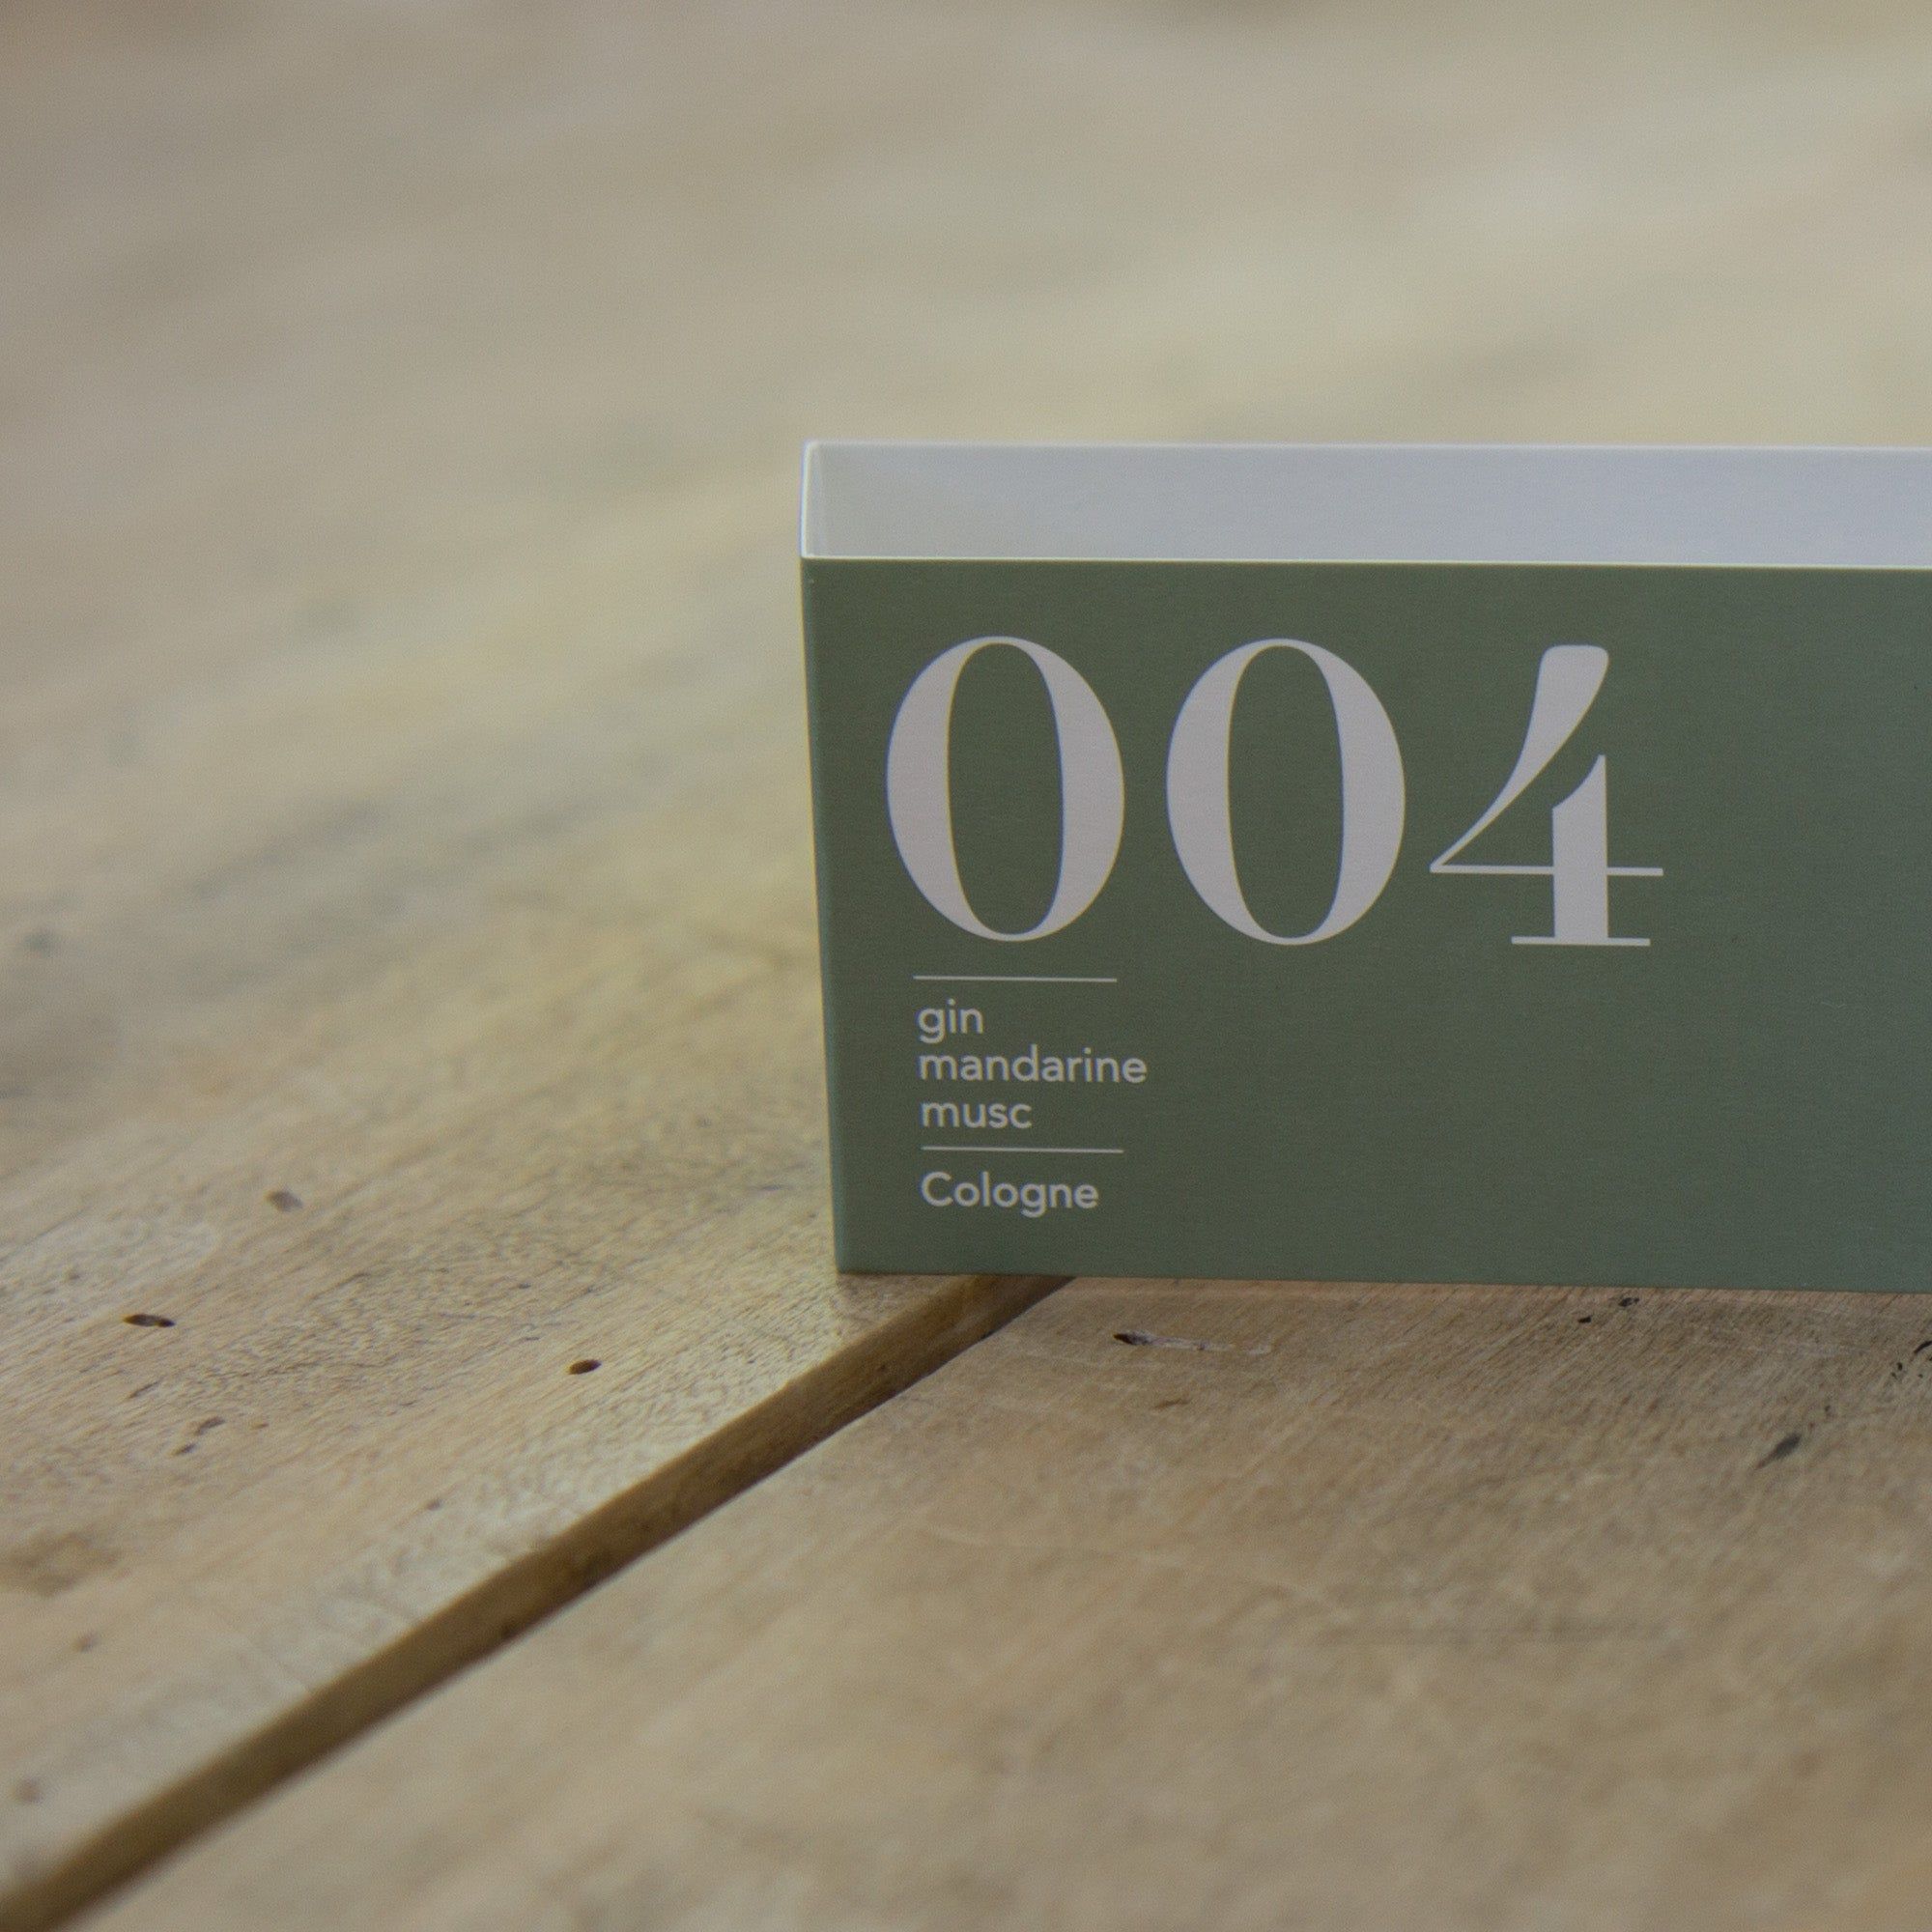 004
gin
mandarine
musc
Cologne